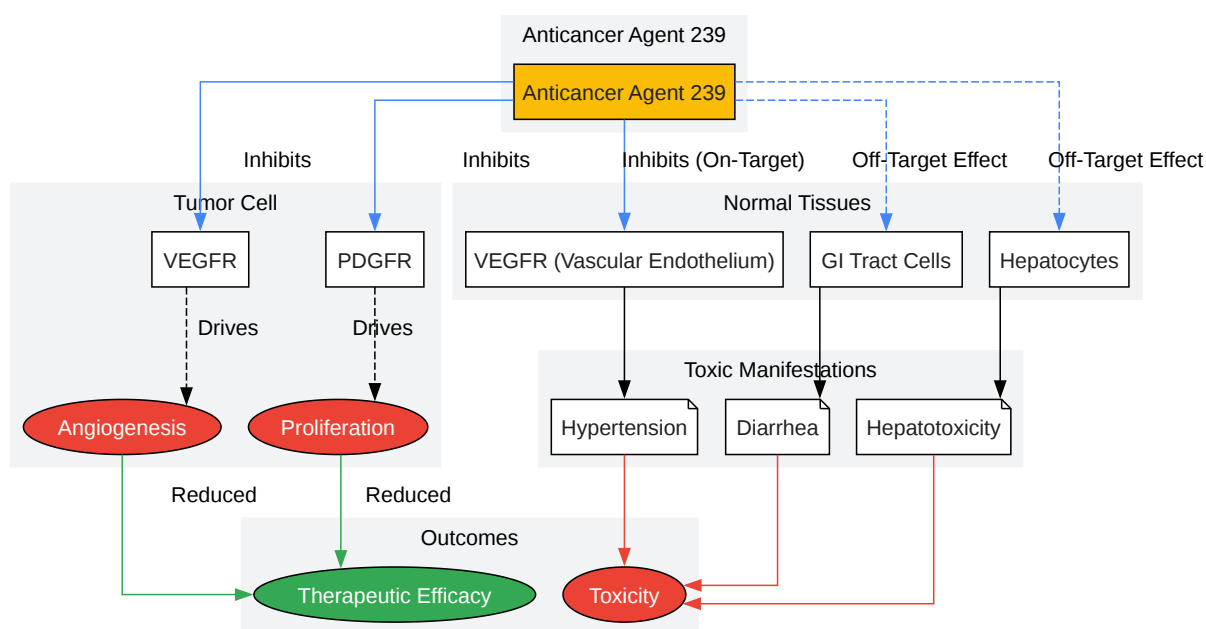 Anticancer Agent 239
Anticancer Agent 239
Inhibits
Inhibits
Inhibits (On-Target)
Off-Target Effect
Off-Target Effect
Tumor Cell
Normal Tissues
VEGFR
PDGFR
VEGFR (Vascular Endothelium)
GI Tract Cells
Hepatocytes
Drives
Drives
Toxic Manifestations
Angiogenesis
Proliferation
Hypertension
Diarrhea
Hepatotoxicity
Reduced
Reduced
Outcomes
Therapeutic Efficacy
Toxicity